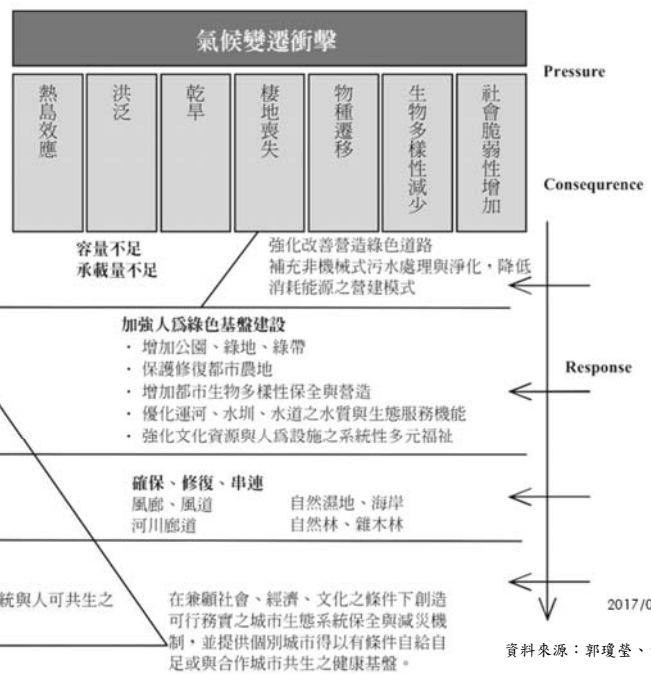 氣候變遷衝擊
Pressure
熱島效應
洪泛
乾旱
棲地喪失
物種遷移
生物多樣性減少
社會脆弱性增加
Consequrence
容量不足
承載量不足
強化改善營造綠色道路
補充非機械式污水處理與淨化，降低
消耗能源之營建模式
加強人爲綠色基盤建設
· 增加公園、綠地、綠帶
· 保護修復都市農地
· 增加都市生物多樣性保全與營造
· 優化運河、水圳、水道之水質與生態服務機能
· 強化文化資源與人爲設施之系統性多元福祉
Response
確保、修復、串連
風廊、風道
自然濕地、海岸
河川廊道
自然林、雜木林
統與人可共生之
在兼顧社會、經濟、文化之條件下創造
可行務實之城市生態系統保全與減災機
制，並提供個別城市得以有條件自給自
足或與合作城市共生之健康基盤。
2017/0
資料來源：郭瓊瑩、